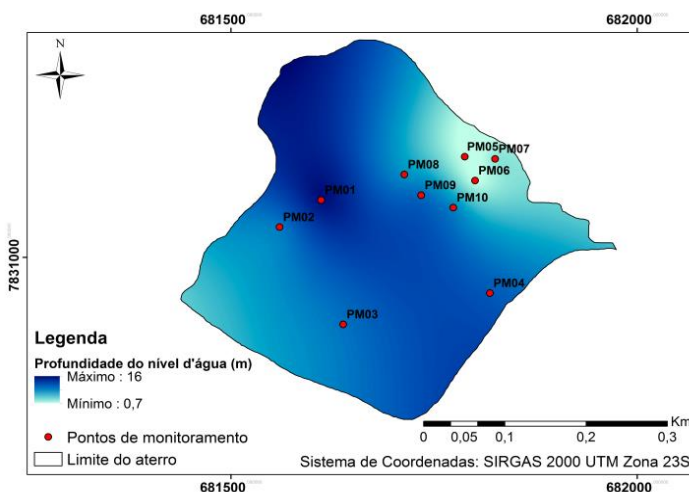 681500
682000
N
PM05
PM07
PM08
PM06
PM09
PM01
PM10
PM02
7831000
7831000
PM04
PM03
Legenda
Profundidade do nível d'água (m)
Máximo : 16
Mínimo : 0,7
Pontos de monitoramento
Limite do aterro
Km
0 0,05 0,1 0,2 0,3
Sistema de Coordenadas: SIRGAS 2000 UTM Zona 23S
681500
682000